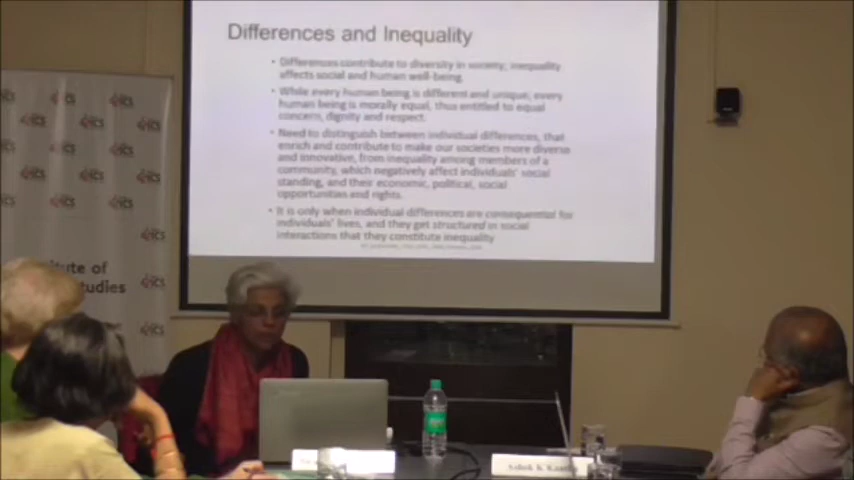 Differences and Inequality
• Differences contribute to diversity in society; inequality
affects social and human well-being.
• While every human being is different and unique, every
human being is morally equal, thus entitled to equal
concern, dignity and respect.
• Need to distinguish between individual differences, that
enrich and contribute to make our societies more diverse
and innovative, from inequality among members of a
community, which negatively affect individuals' social
standing, and their economic, political, social
opportunities and rights.
• It is only when individual differences are consequential for
individuals' lives, and they get structured in social
interactions that they constitute inequality
ICS
itute of
Studies
Ashok K